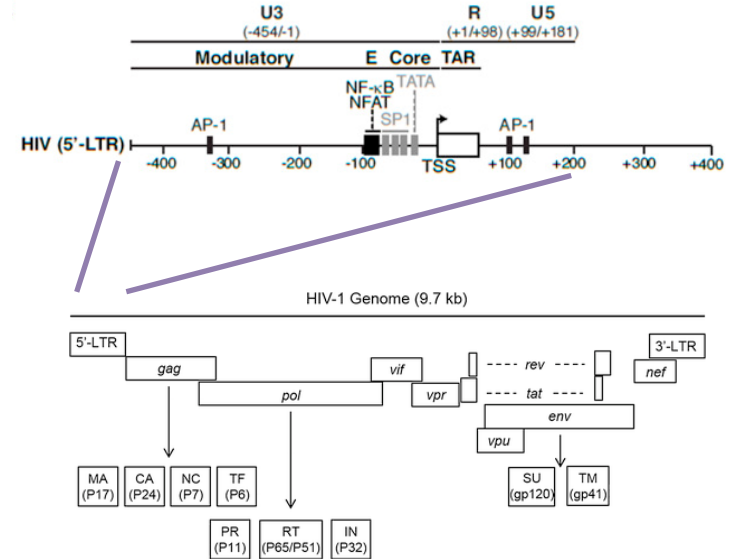 U3 R U5
(-454/-1) (+1/+98) (+99/+181)
Modulatory E Core TAR
NF-κB TATA
NFAT SP1
AP-1 AP-1
HIV (5'-LTR)
-400 -300 -200 -100 TSS +100 +200 +300 +400
HIV-1 Genome (9.7 kb)
5'-LTR 3'-LTR
gag vif rev nef
pol vpr tat
env
vpu
MA CA NC TF SU TM
(P17) (P24) (P7) (P6) (gp120) (gp41)
PR RT IN
(P11) (P65/P51) (P32)